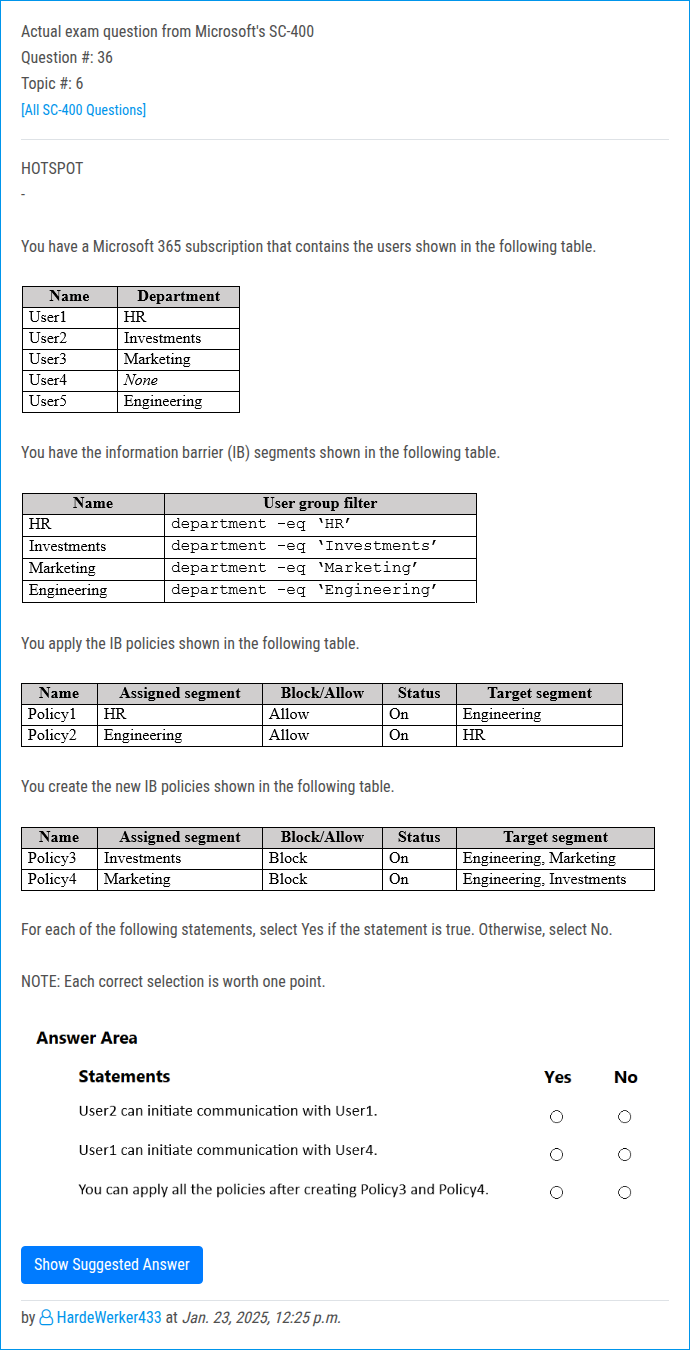 Actual exam question from Microsoft's SC-400
Question #: 36
Topic #: 6
[All SC-400 Questions]
HOTSPOT
-
You have a Microsoft 365 subscription that contains the users shown in the following table.
Name Department
User1 HR
User2 Investments
User3 Marketing
User4 None
User5 Engineering
You have the information barrier (IB) segments shown in the following table.
Name User group filter
HR department -eq ‘HR’
Investments department -eq ‘Investments’
Marketing department -eq ‘Marketing’
Engineering department -eq ‘Engineering’
You apply the IB policies shown in the following table.
Name Assigned segment Block/Allow Status Target segment
Policy1 HR Allow On Engineering
Policy2 Engineering Allow On HR
You create the new IB policies shown in the following table.
Name Assigned segment Block/Allow Status Target segment
Policy3 Investments Block On Engineering, Marketing
Policy4 Marketing Block On Engineering, Investments
For each of the following statements, select Yes if the statement is true. Otherwise, select No.
NOTE: Each correct selection is worth one point.
Answer Area
Statements Yes No
User2 can initiate communication with User1.
User1 can initiate communication with User4.
You can apply all the policies after creating Policy3 and Policy4.
Show Suggested Answer
by HardeWerker433 at Jan. 23, 2025, 12:25 p.m.